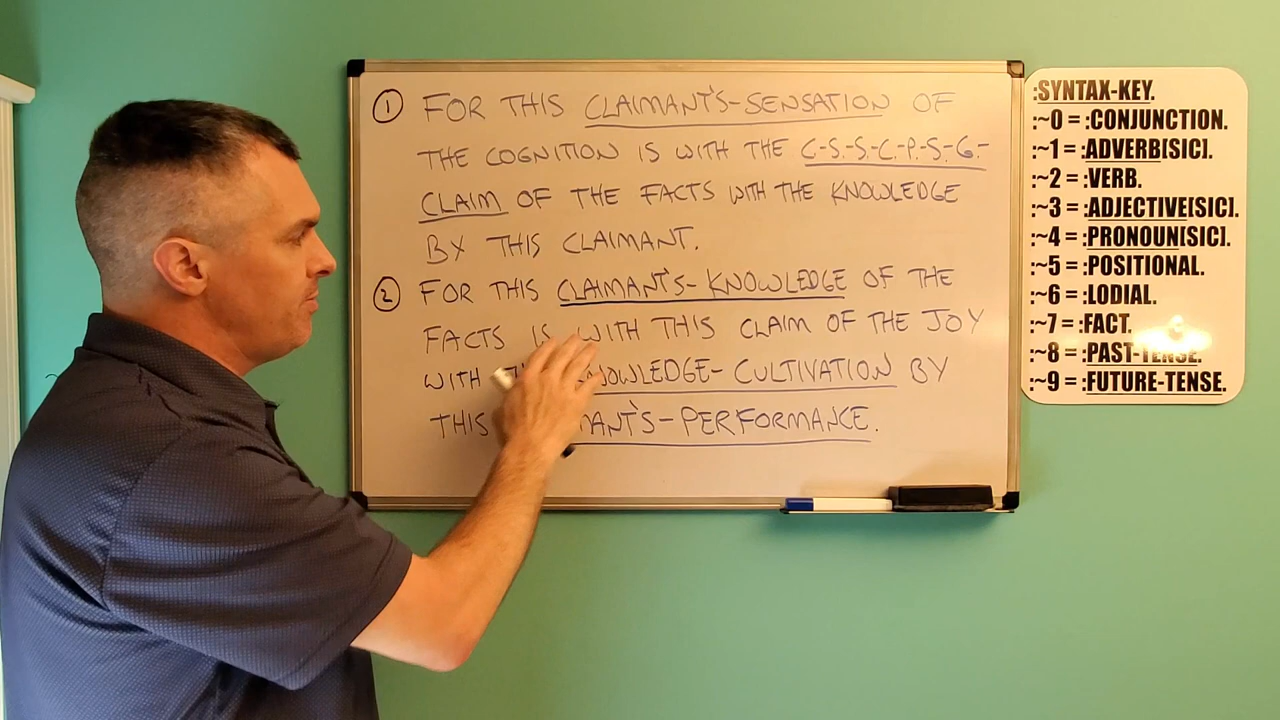 ① FOR THIS CLAIMANT'S-SENSATION OF
THE COGNITION IS WITH THE C-S-S-C-P-S-G-
CLAIM OF THE FACTS WITH THE KNOWLEDGE
BY THIS CLAIMANT.
② FOR THIS CLAIMANT'S-KNOWLEDGE OF THE
FACTS IS WITH THIS CLAIM OF THE JOY
WITH KNOWLEDGE-CULTIVATION BY
THIS PERFORMANCE.
:SYNTAX-KEY.
:~0 = :CONJUNCTION.
:~1 = :ADVERB[SIC].
:~2 = :VERB.
:~3 = :ADJECTIVE[SIC].
:~4 = :PRONOUN[SIC].
:~5 = :POSITIONAL.
:~6 = :LODIAL.
:~7 = :FACT.
:~8 = :PAST-TENSE.
:~9 = :FUTURE-TENSE.